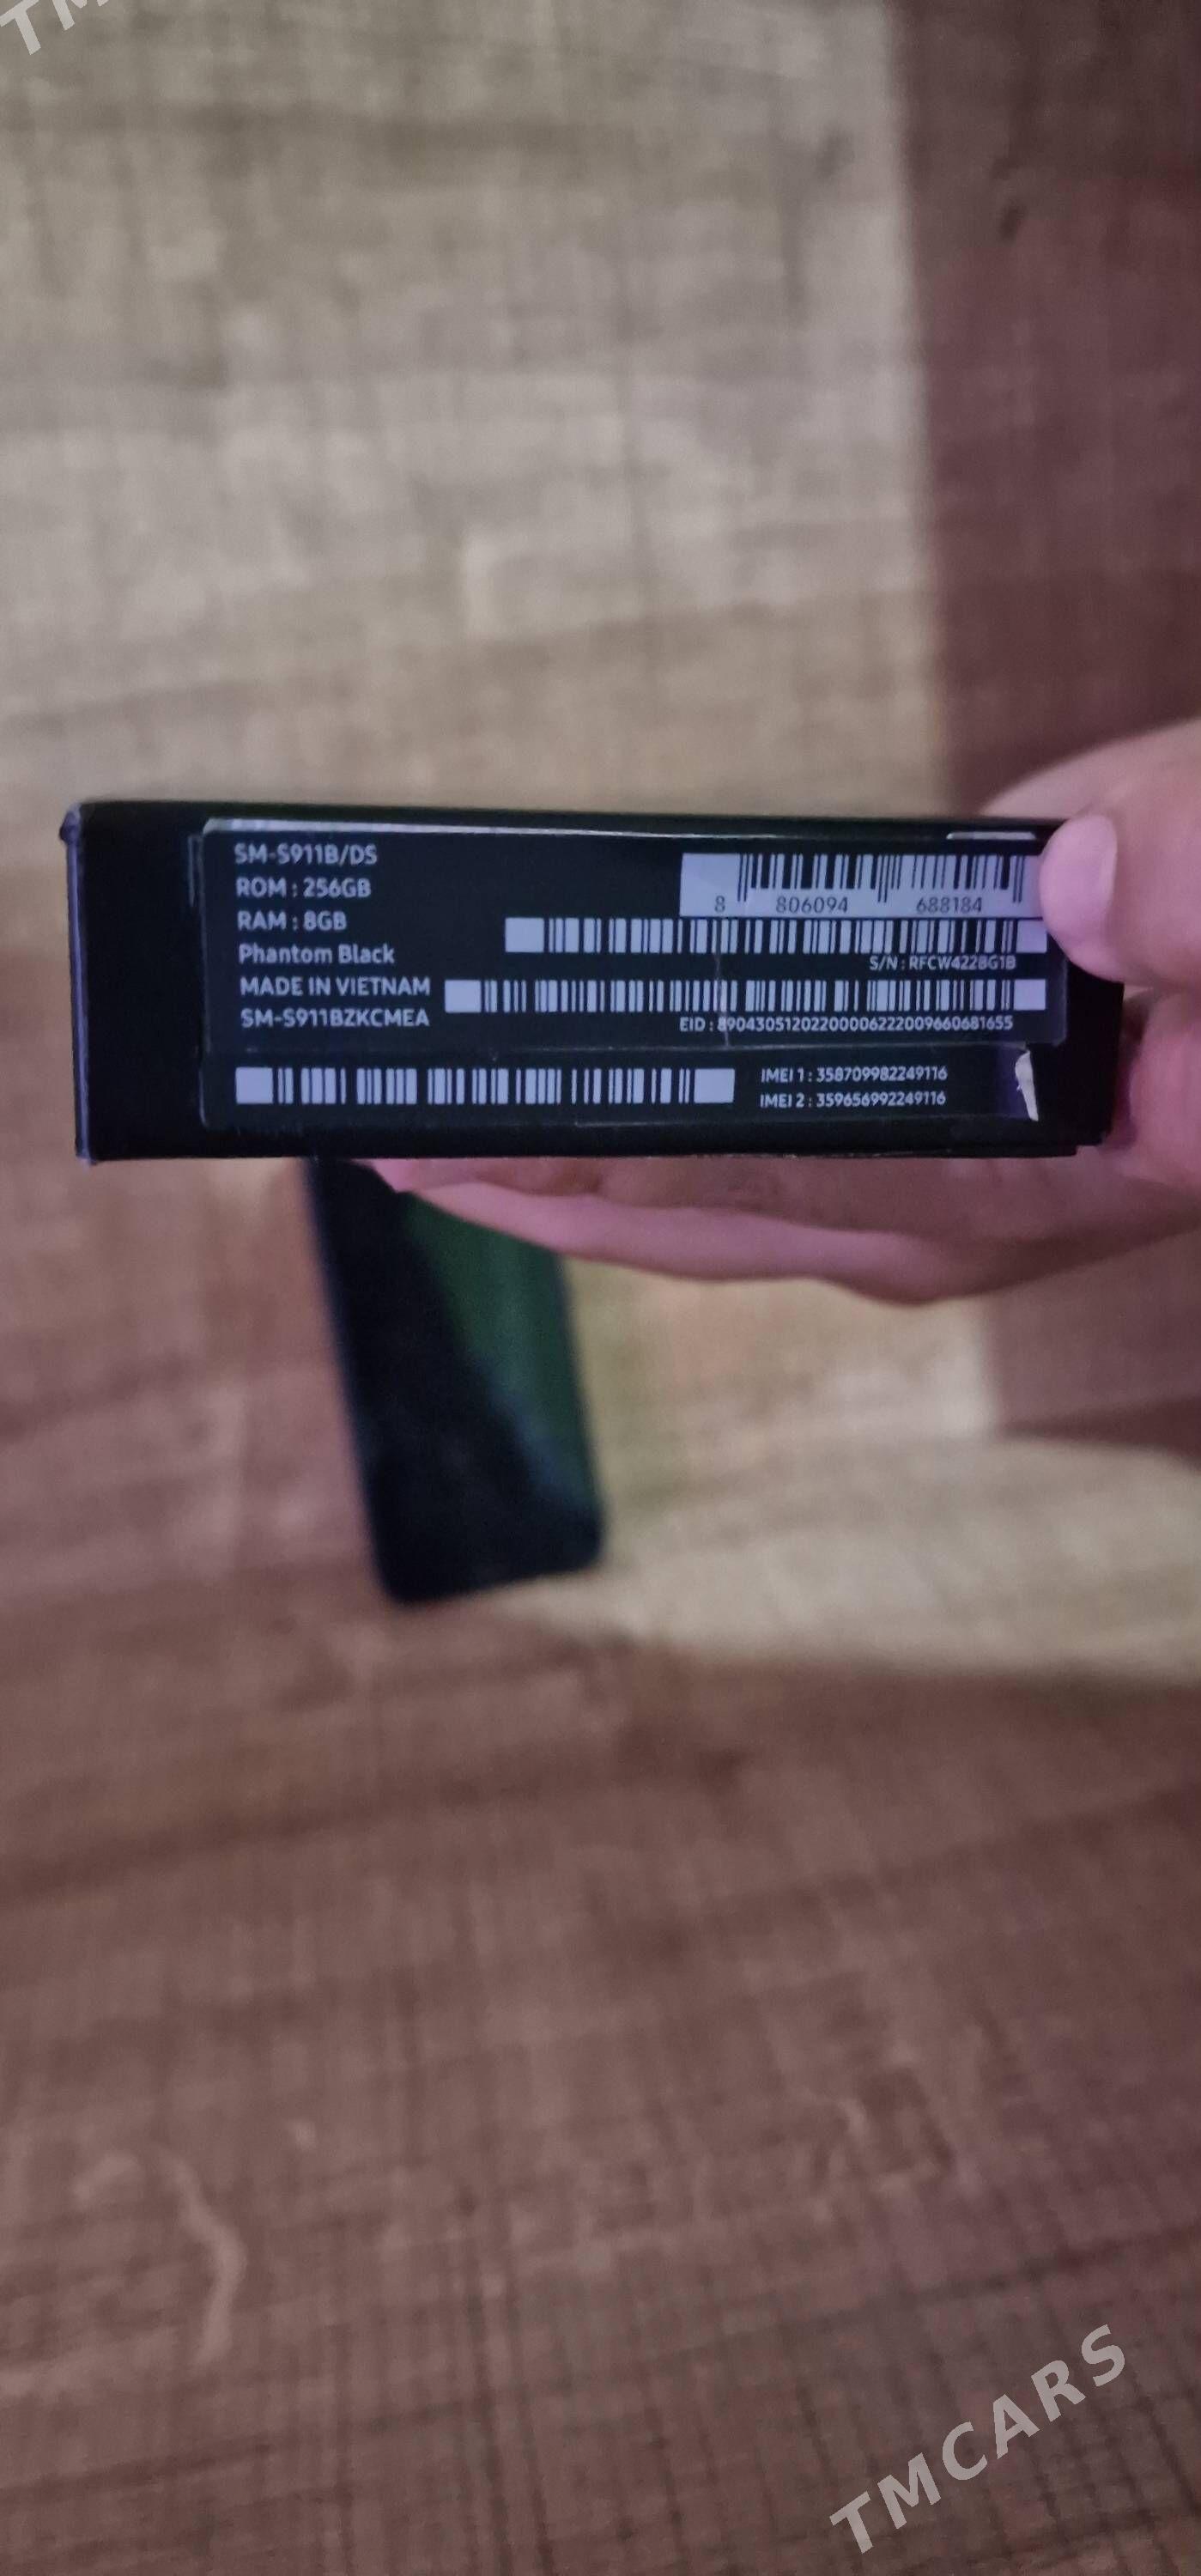 SM-S911B/DS
ROM : 256GB
RAM : 8GB
Phantom Black
MADE IN VIETNAM
SM-S911BZKCMEA
8 806094 688184
S/N : RFCW422BG1B
EID : 89043051202200006222009660681655
IMEI 1 : 358709982249116
IMEI 2 : 359656992249116
TMCARS